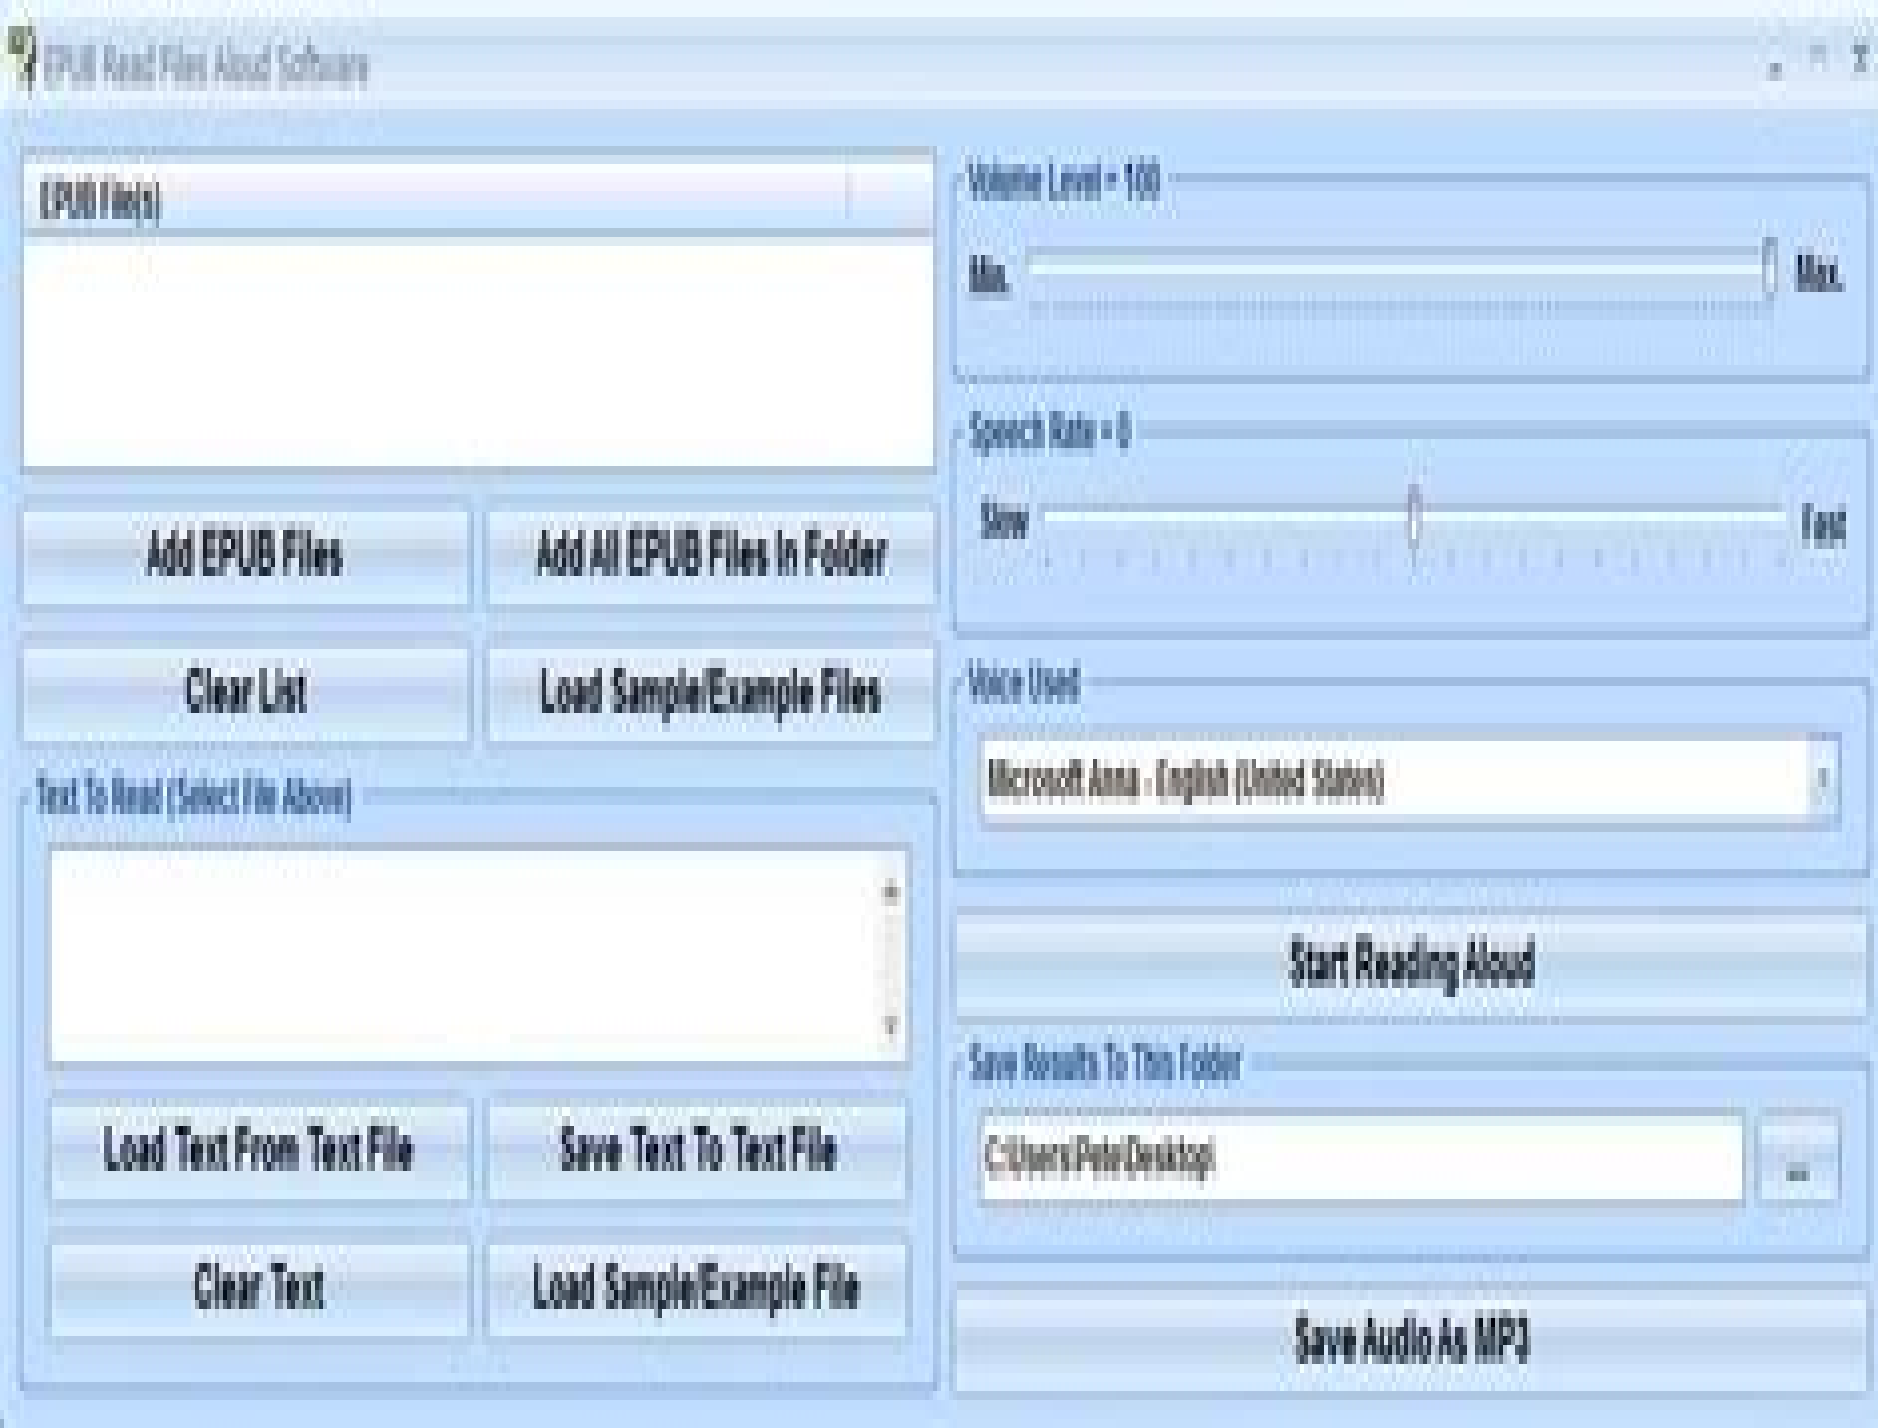 EPUB Read Files Aloud Software
EPUB File(s)
Add EPUB Files
Add All EPUB Files In Folder
Clear List
Load Sample/Example Files
Text To Read (Select File Above)
Load Text From Text File
Save Text To Text File
Clear Text
Load Sample/Example File
Volume Level = 100
Min.
Max.
Speech Rate = 0
Slow
Fast
Voice Used
Microsoft Anna - English (United States)
Start Reading Aloud
Save Results To This Folder
C:\Users\Pete\Desktop\
...
Save Audio As MP3